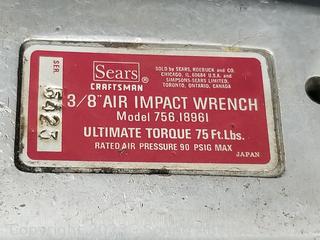 SER.
5423
Sears
CRAFTSMAN®
SOLD by SEARS, ROEBUCK and CO.
CHICAGO, IL. 60684 U.S.A.
SIMPSONS-SEARS LIMITED,
TORONTO, ONTARIO, CANADA
3/8" AIR IMPACT WRENCH
Model 756.18961
ULTIMATE TORQUE 75 Ft.Lbs.
RATED AIR PRESSURE 90 PSIG MAX
JAPAN